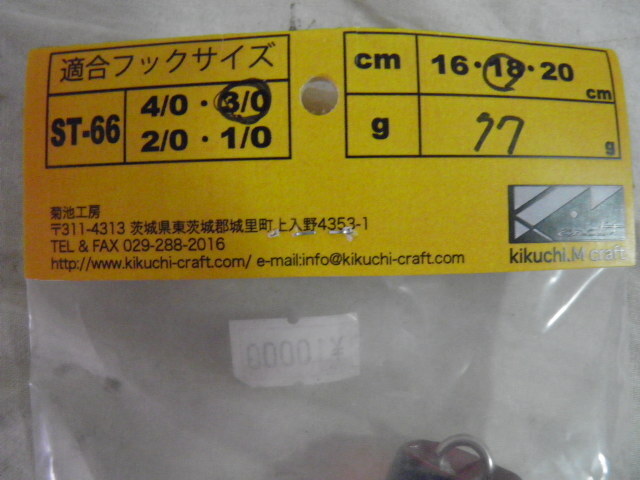 適合フックサイズ
ST-66
4/0・3/0
2/0・1/0
cm
16・18・20 cm
g
g
菊池工房
〒311-4313 茨城県東茨城郡城里町上入野4353-1
TEL & FAX 029-288-2016
http://www.kikuchi-craft.com/ e-mail:info@kikuchi-craft.com
kikuchi.M craft